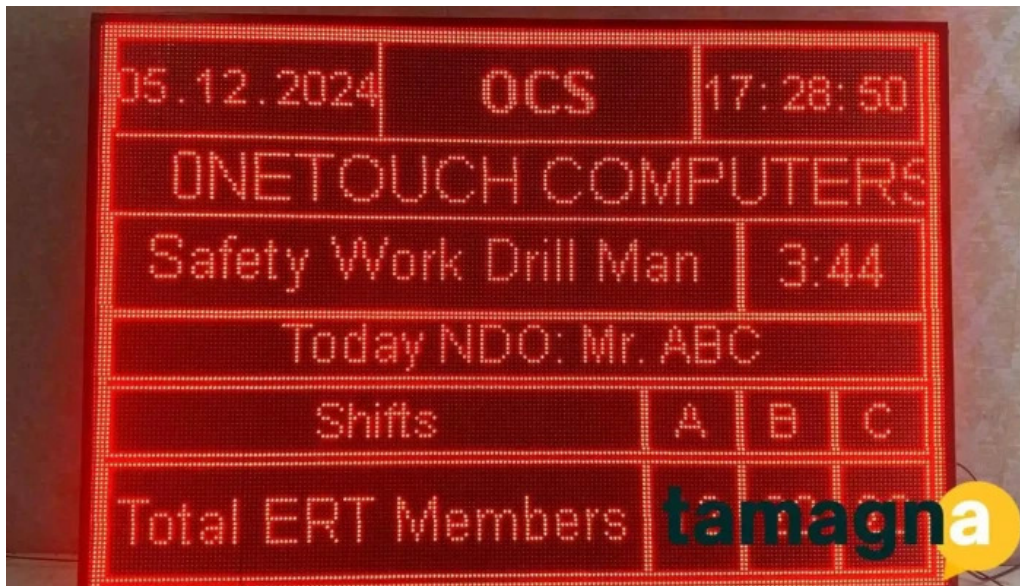 05.12.2024 OCS 17:28:50
ONETOUCH COMPUTERS
Safety Work Drill Man 3:44
Today NDO: Mr. ABC
Shifts A B C
Total ERT Members
tamagna